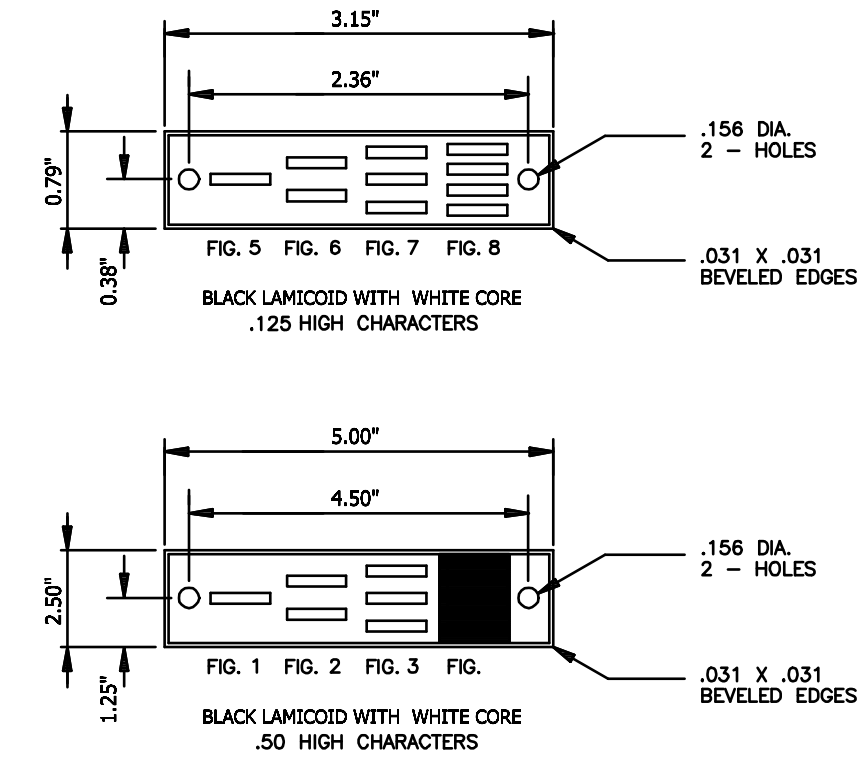 3.15"
2.36"
.156 DIA.
2 - HOLES
0.79"
0.38"
FIG. 5 FIG. 6 FIG. 7 FIG. 8
.031 X .031
BEVELED EDGES
BLACK LAMICOID WITH WHITE CORE
.125 HIGH CHARACTERS
5.00"
4.50"
.156 DIA.
2 - HOLES
2.50"
1.25"
FIG. 1 FIG. 2 FIG. 3 FIG.
.031 X .031
BEVELED EDGES
BLACK LAMICOID WITH WHITE CORE
.50 HIGH CHARACTERS